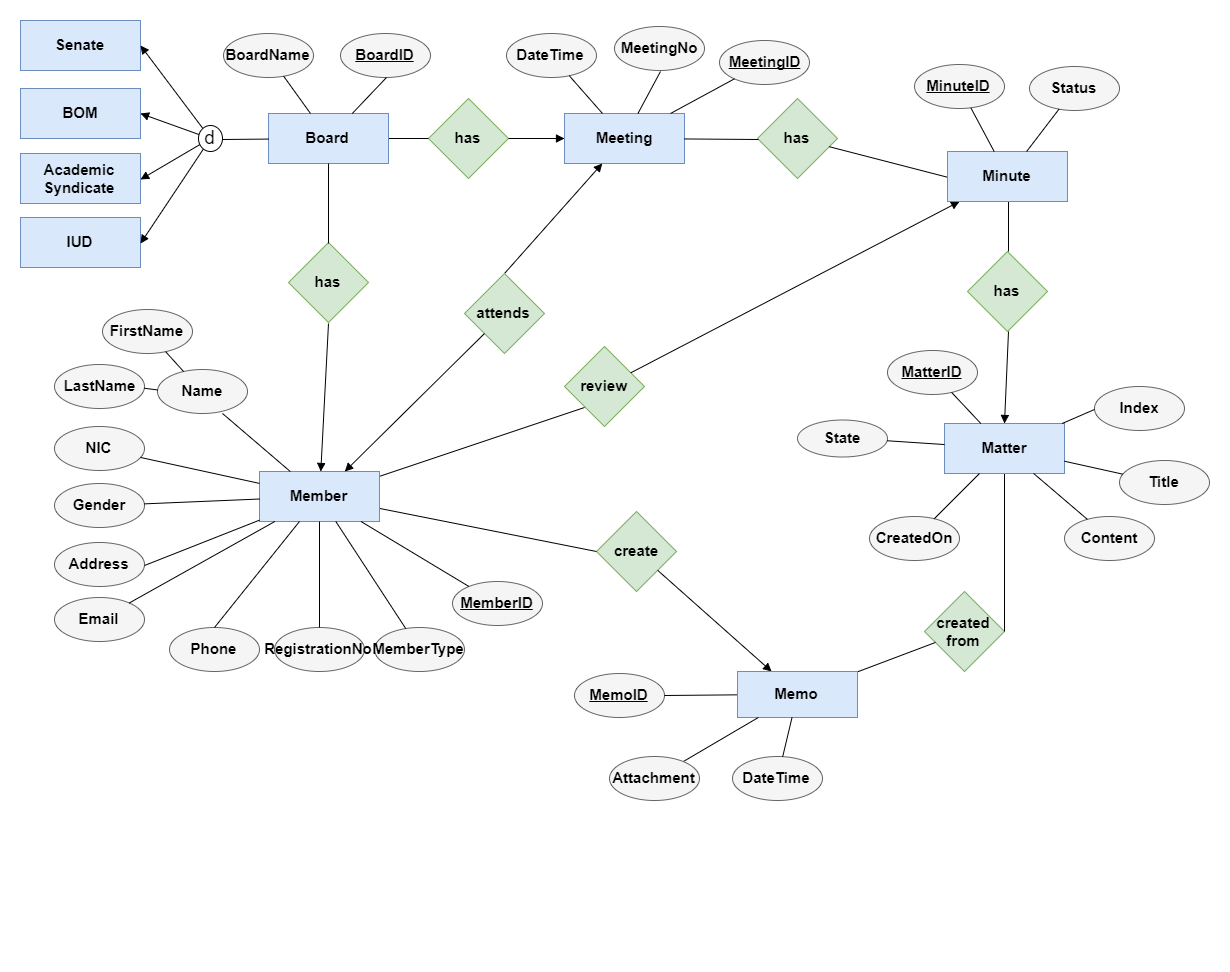 Senate
BOM
Academic
Syndicate
IUD
d
BoardName
BoardID
Board
has
DateTime
MeetingNo
MeetingID
Meeting
has
MinuteID
Status
Minute
has
attends
review
has
FirstName
LastName
Name
NIC
Gender
Address
Email
Phone
RegistrationNo
MemberType
MemberID
Member
MatterID
Index
State
Matter
Title
CreatedOn
Content
create
created
from
MemoID
Memo
Attachment
DateTime